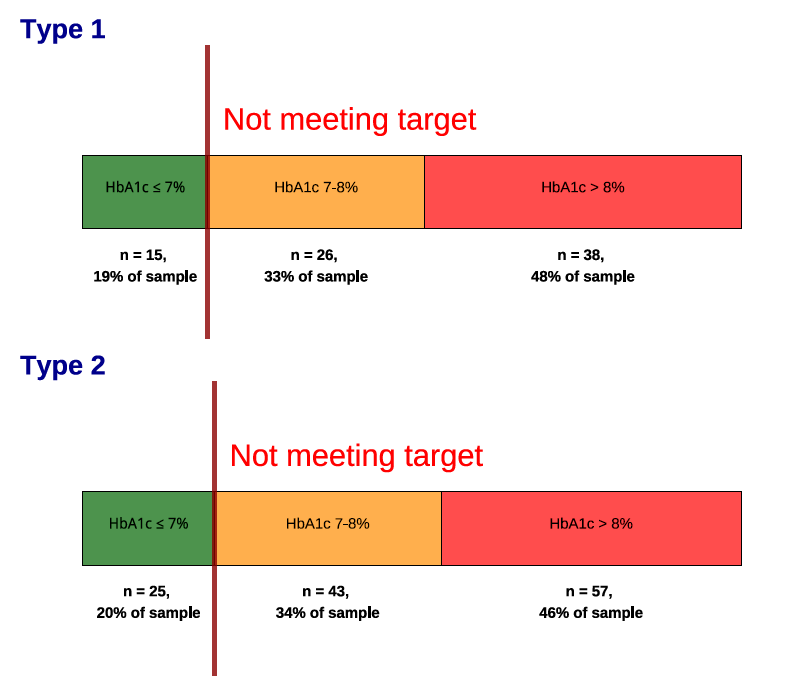 Type 1
Not meeting target
HbA1c ≤ 7%
HbA1c 7-8%
HbA1c > 8%
n = 15,
19% of sample
n = 26,
33% of sample
n = 38,
48% of sample
Type 2
Not meeting target
HbA1c ≤ 7%
HbA1c 7-8%
HbA1c > 8%
n = 25,
20% of sample
n = 43,
34% of sample
n = 57,
46% of sample